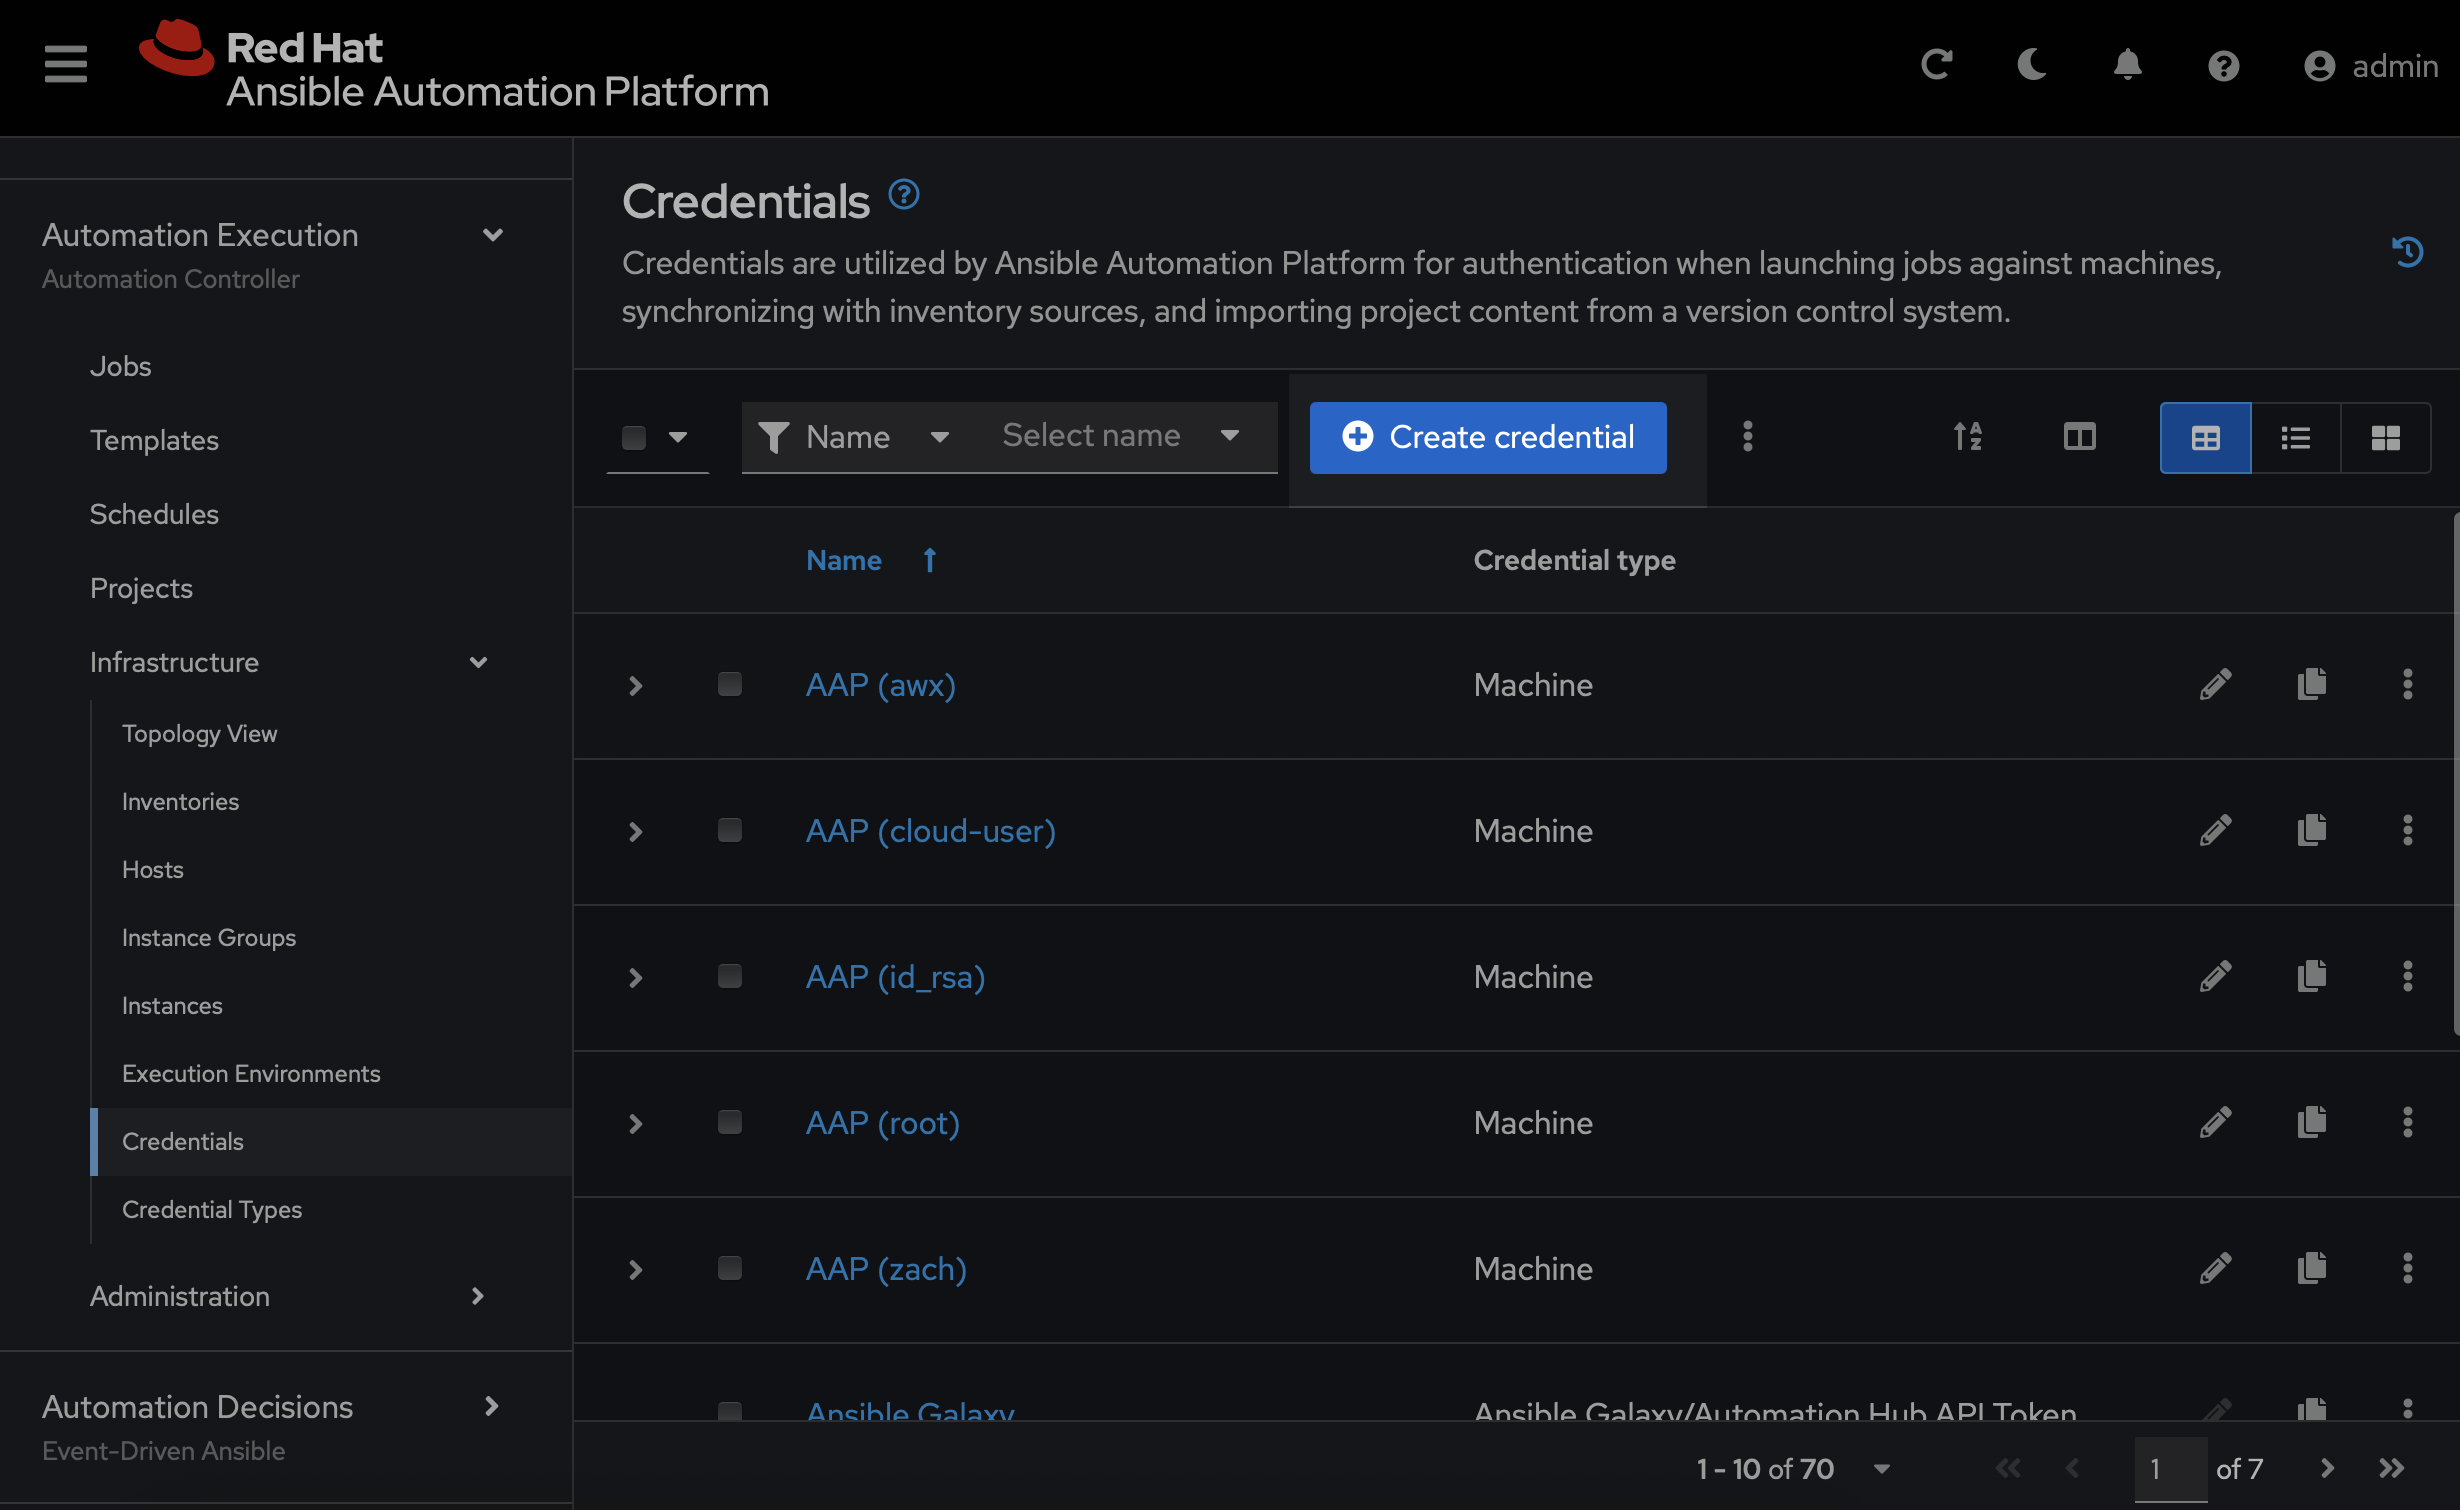 Red Hat
Ansible Automation Platform
admin
Automation Execution
Automation Controller
Jobs
Templates
Schedules
Projects
Infrastructure
Topology View
Inventories
Hosts
Instance Groups
Instances
Execution Environments
Credentials
Credential Types
Administration
Automation Decisions
Event-Driven Ansible
Credentials
Credentials are utilized by Ansible Automation Platform for authentication when launching jobs against machines,
synchronizing with inventory sources, and importing project content from a version control system.
Name Select name Create credential
Name Credential type
AAP (awx) Machine
AAP (cloud-user) Machine
AAP (id_rsa) Machine
AAP (root) Machine
AAP (zach) Machine
Ansible Galaxy Ansible Galaxy/Automation Hub API Token
1 - 10 of 70 1 of 7